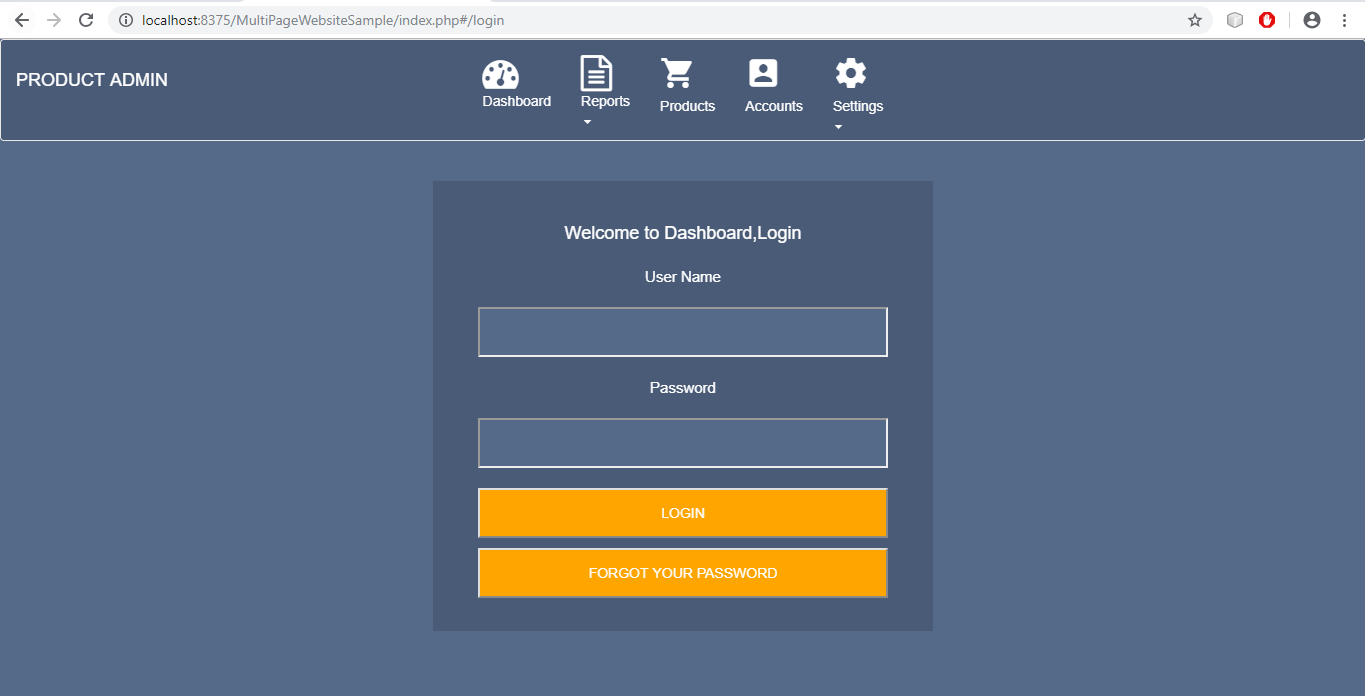 localhost:8375/MultiPageWebsiteSample/index.php#/login
PRODUCT ADMIN
Dashboard
Reports
Products
Accounts
Settings
Welcome to Dashboard,Login
User Name
Password
LOGIN
FORGOT YOUR PASSWORD